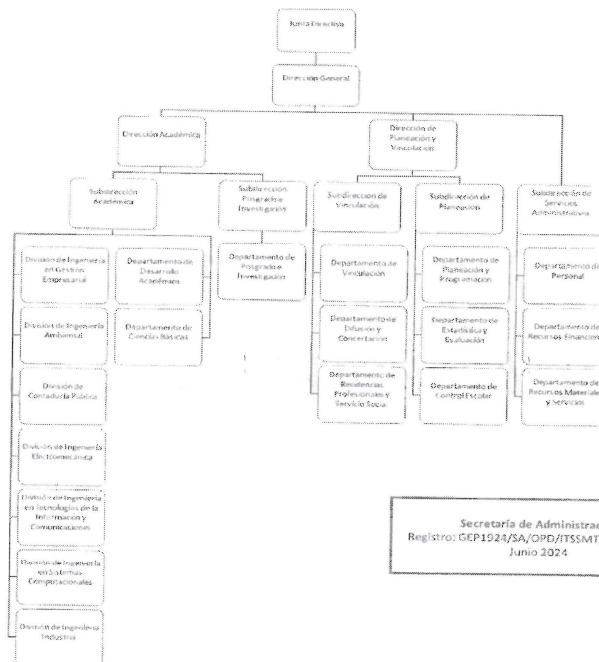 Junta Directiva
Dirección General
Dirección Académica
Dirección de
Planeación y
Vinculación
Subdirección
Académica
Subdirección
Posgrado e
Investigación
Subdirección de
Vinculación
Subdirección de
Planeación
Subdirección de
Servicios
Administrativos
División de Ingeniería
en Gestión
Empresarial
Departamento de
Desarrollo
Académico
Departamento de
Posgrado e
Investigación
Departamento de
Vinculación
Departamento de
Planeación y
Programación
Departamento de
Personal
División de Ingeniería
Ambiental
Departamento de
Ciencias Básicas
Departamento de
Difusión y
Concertación
Departamento de
Estadística y
Evaluación
Departamento de
Recursos Financier
División de
Contaduría Pública
Departamento de
Residencias
Profesionales y
Servicio Social
Departamento de
Control Escolar
Departamento de
Recursos Materiale
y Servicios
División de Ingeniería
Electromecánica
División de Ingeniería
en Tecnologías de la
Información y
Comunicaciones
División de Ingeniería
en Sistemas
Computacionales
División de Ingeniería
Industrial
Secretaría de Administrac
Registro: GEP1924/SA/OPD/ITSSMT
Junio 2024